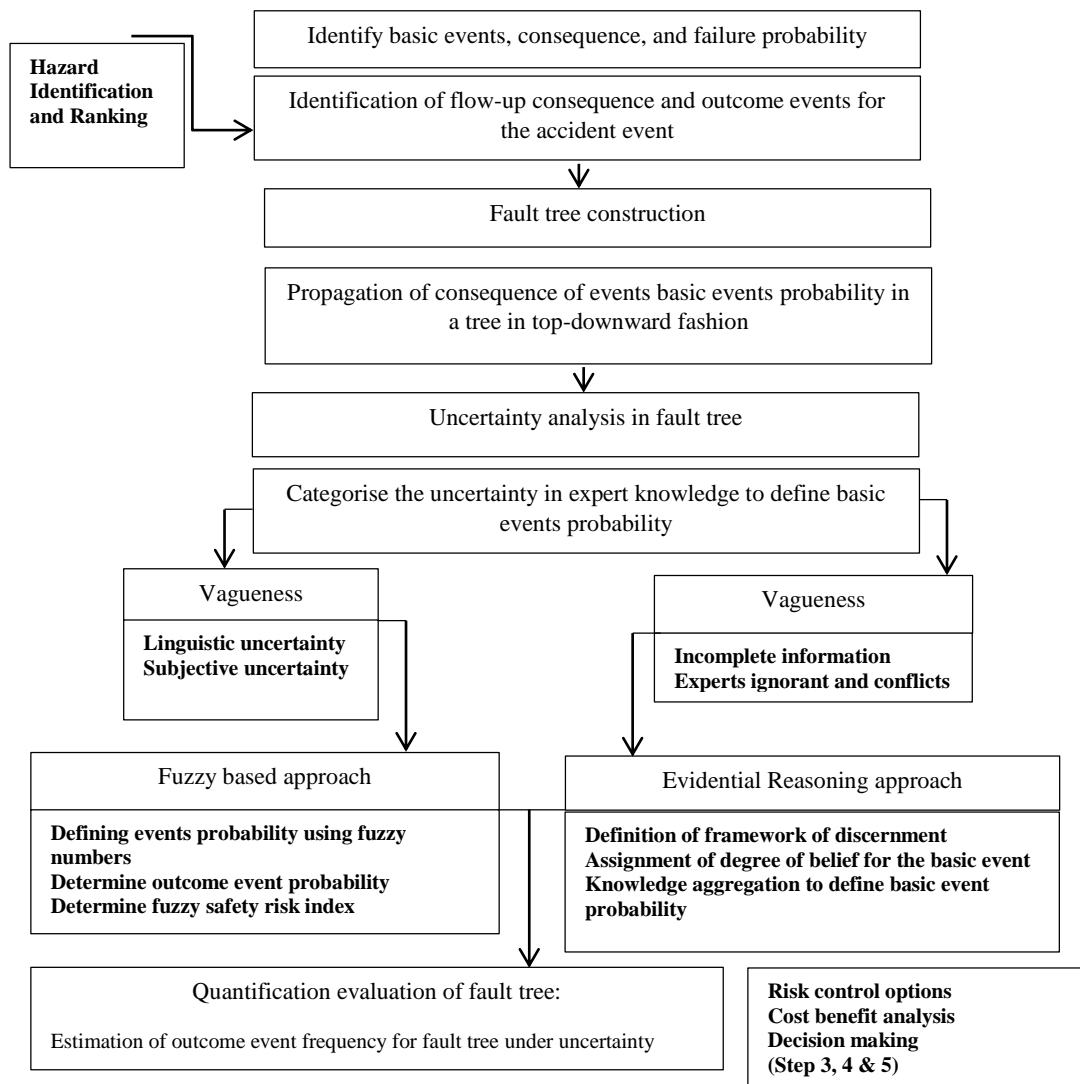 Identify basic events, consequence, and failure probability
Hazard
Identification
and Ranking
Identification of flow-up consequence and outcome events for
the accident event
Fault tree construction
Propagation of consequence of events basic events probability in
a tree in top-downward fashion
Uncertainty analysis in fault tree
Categorise the uncertainty in expert knowledge to define basic
events probability
Vagueness
Linguistic uncertainty
Subjective uncertainty
Vagueness
Incomplete information
Experts ignorant and conflicts
Fuzzy based approach
Defining events probability using fuzzy
numbers
Determine outcome event probability
Determine fuzzy safety risk index
Evidential Reasoning approach
Definition of framework of discernment
Assignment of degree of belief for the basic event
Knowledge aggregation to define basic event
probability
Quantification evaluation of fault tree:
Estimation of outcome event frequency for fault tree under uncertainty
Risk control options
Cost benefit analysis
Decision making
(Step 3, 4 & 5)